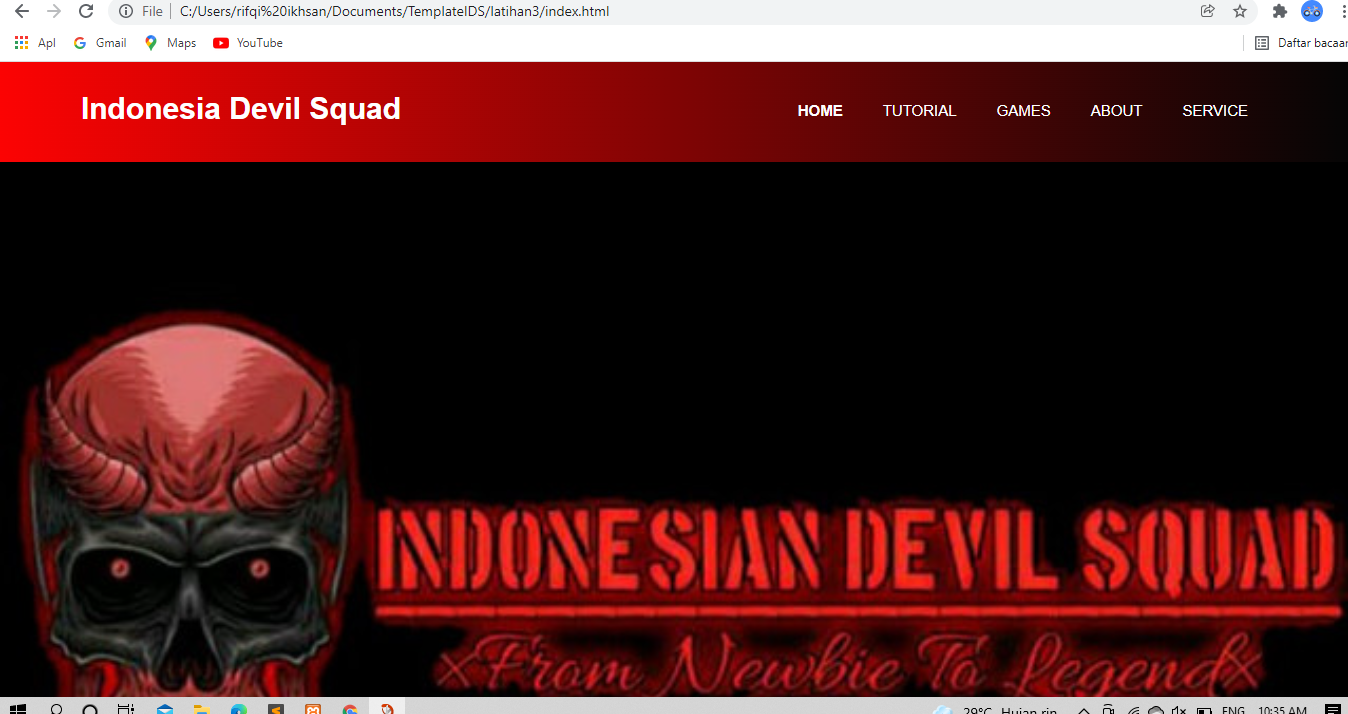 File C:/Users/rifqi%20ikhsan/Documents/TemplateIDS/latihan3/index.html
Apl Gmail Maps YouTube Daftar bacaan
Indonesia Devil Squad HOME TUTORIAL GAMES ABOUT SERVICE
INDONESIAN DEVIL SQUAD
×From Newbie To Legend×
29°C Hujan rin ENG 10:35 AM